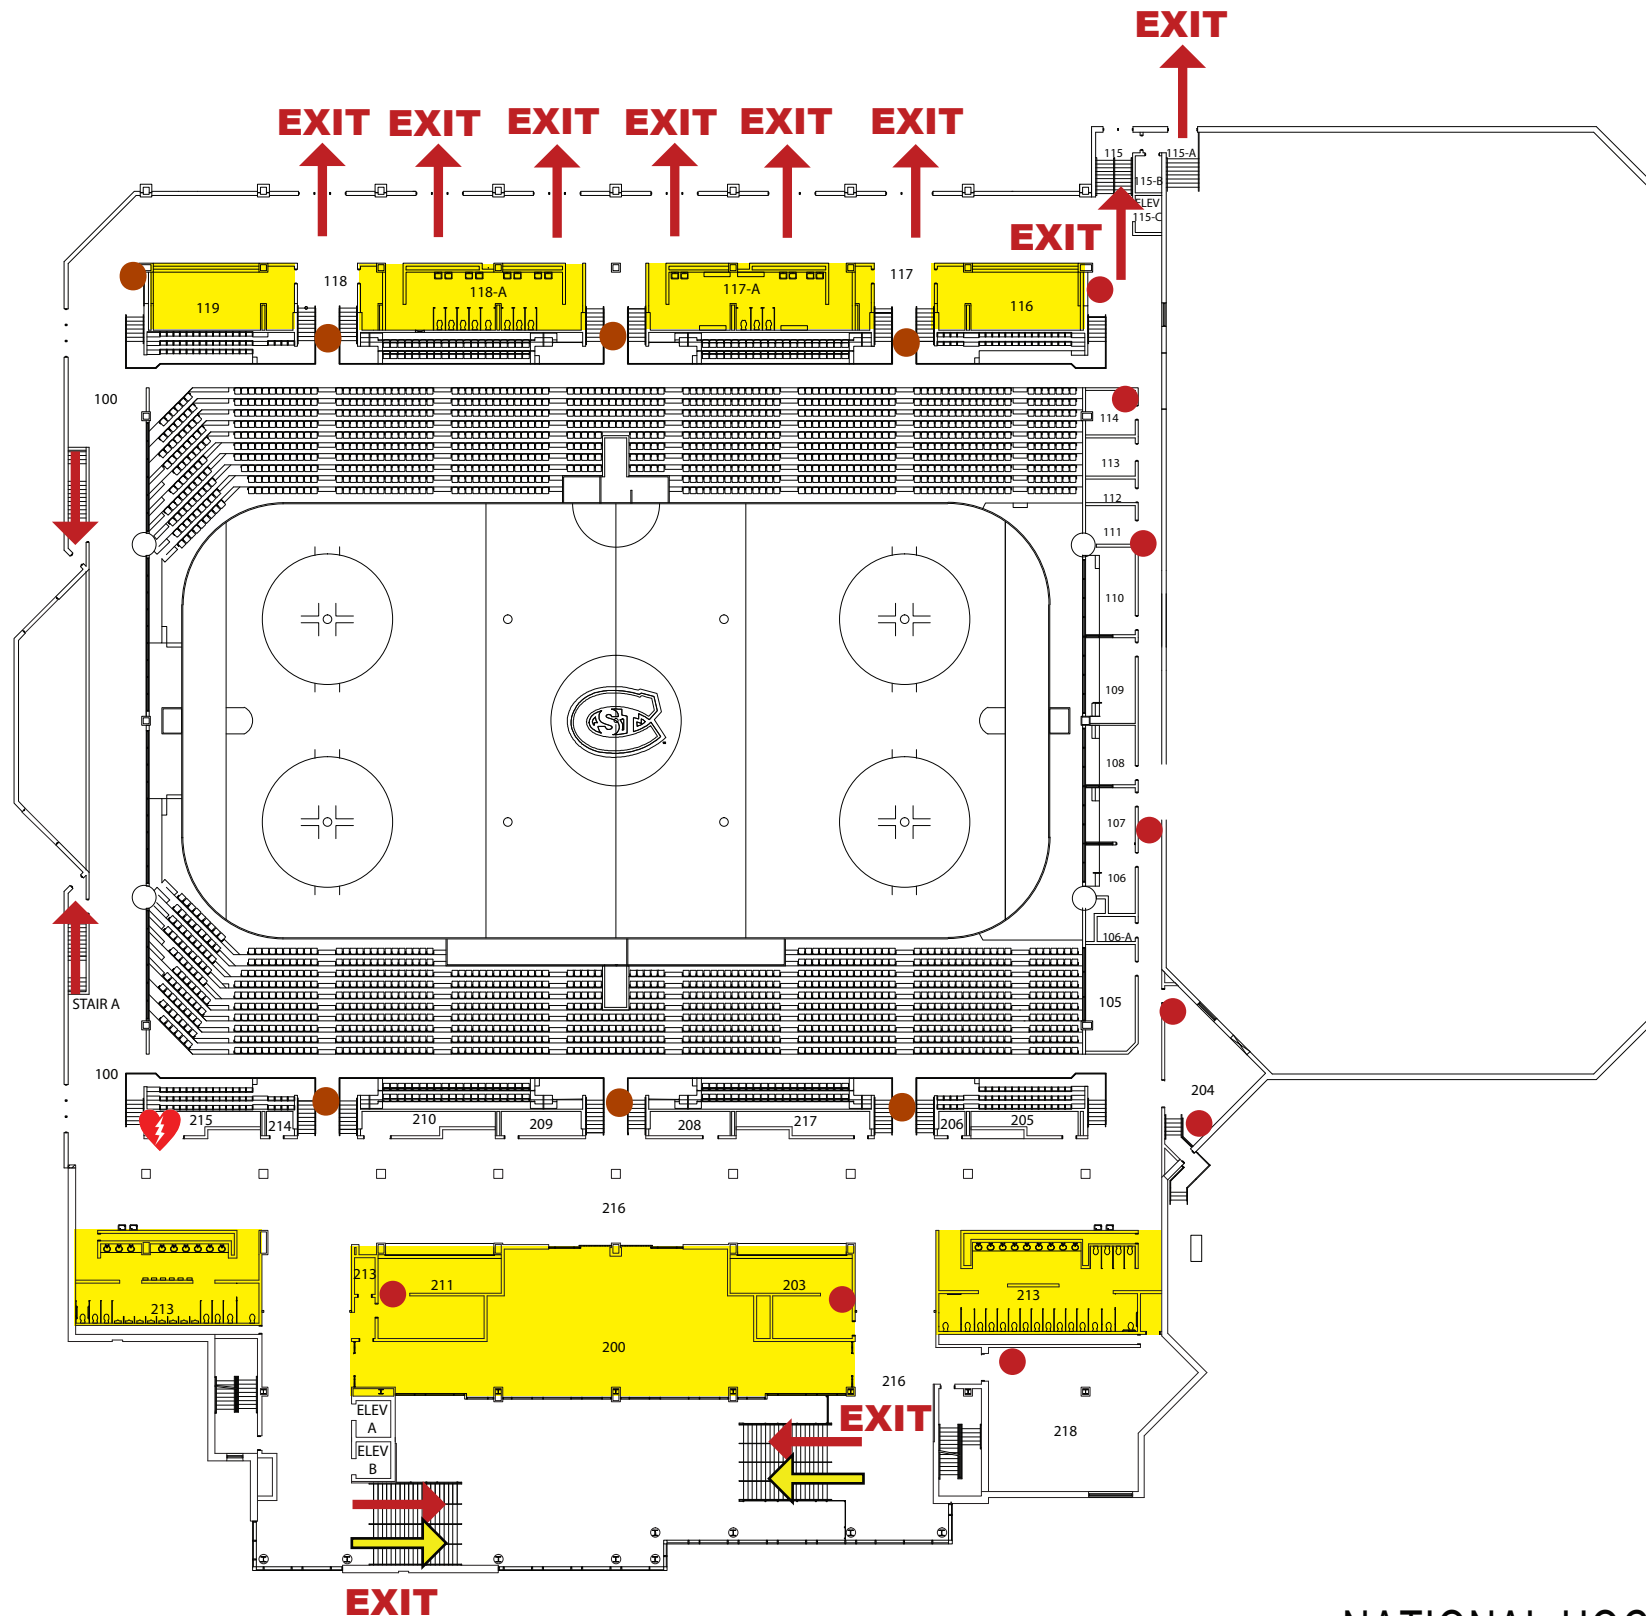 EXIT
EXIT EXIT EXIT EXIT EXIT EXIT
115 115-A
115-B
ELEV
115-C
EXIT
118 117
119 118-A 117-A 116
100
114
113
112
111
110
109
108
107
106
106-A
105
STAIR A
100
204
215 214 210 209 208 217 206 205
216
213 213 211 203 213
200
216
ELEV
A
EXIT
218
ELEV
B
EXIT